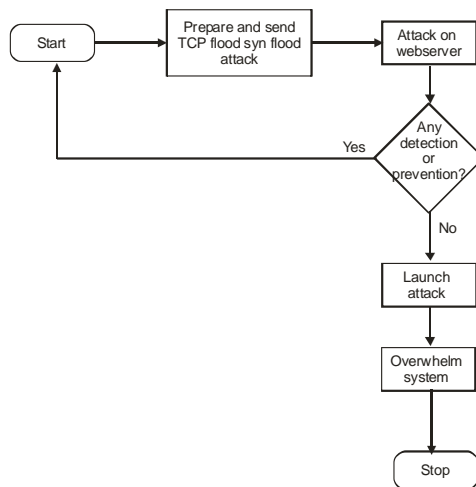 Start
Prepare and send
TCP flood syn flood
attack
Attack on
webserver
Any
detection
or
prevention?
Yes
No
Launch
attack
Overwhelm
system
Stop